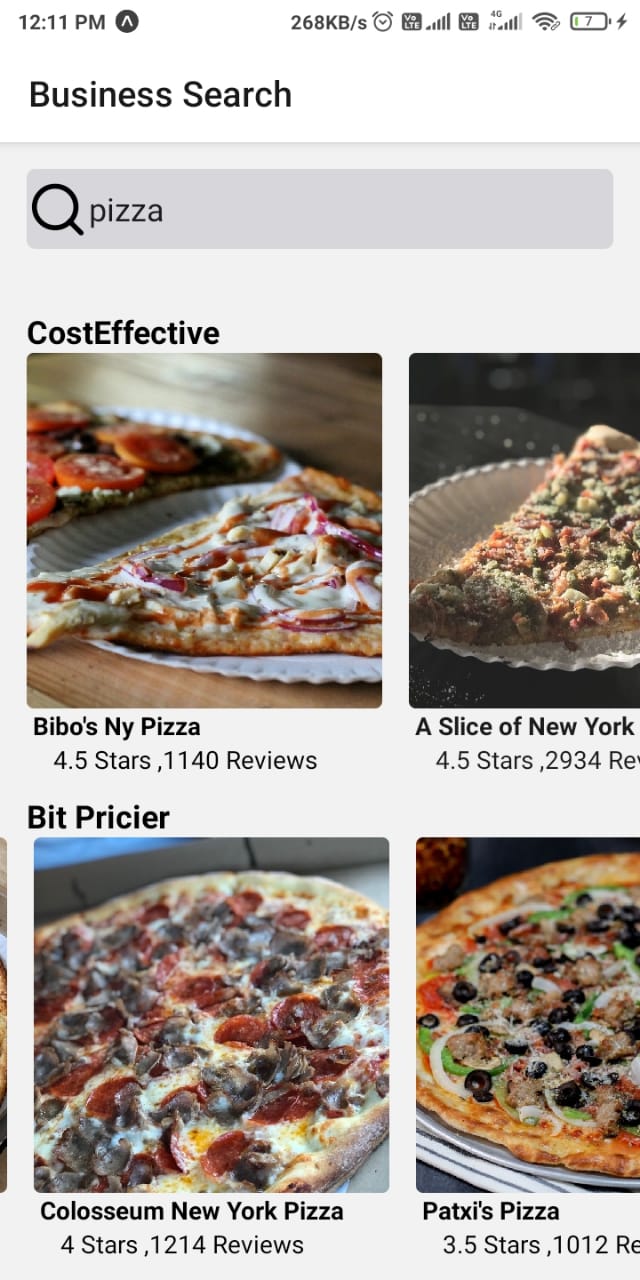 12:11 PM
268KB/s
Vo LTE
Vo LTE
4G
7
Business Search
pizza
CostEffective
Bibo's Ny Pizza
4.5 Stars ,1140 Reviews
A Slice of New York
4.5 Stars ,2934 Re
Bit Pricier
Colosseum New York Pizza
4 Stars ,1214 Reviews
Patxi's Pizza
3.5 Stars ,1012 Re